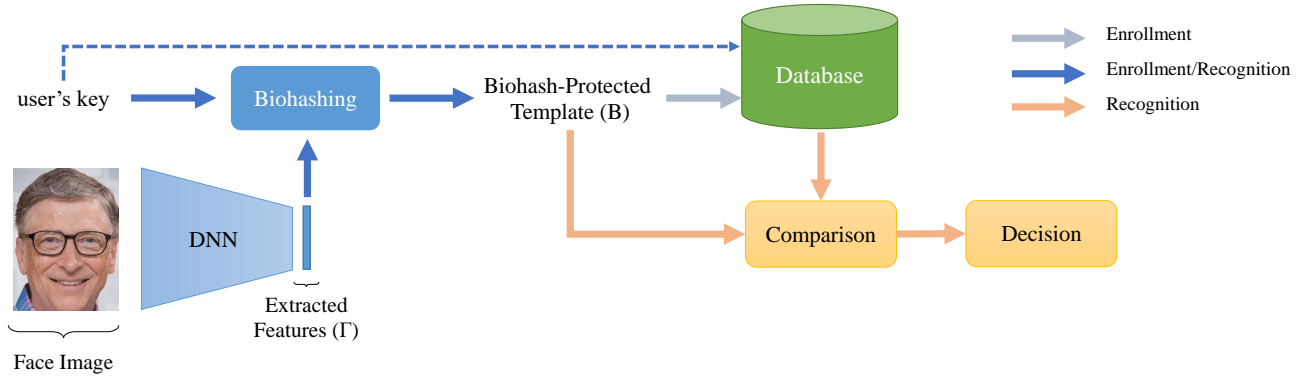 user's key
Biohashing
Biohash-Protected
Template (B)
Database
Enrollment
Enrollment/Recognition
Recognition
DNN
Comparison
Decision
Extracted
Features (Γ)
Face Image